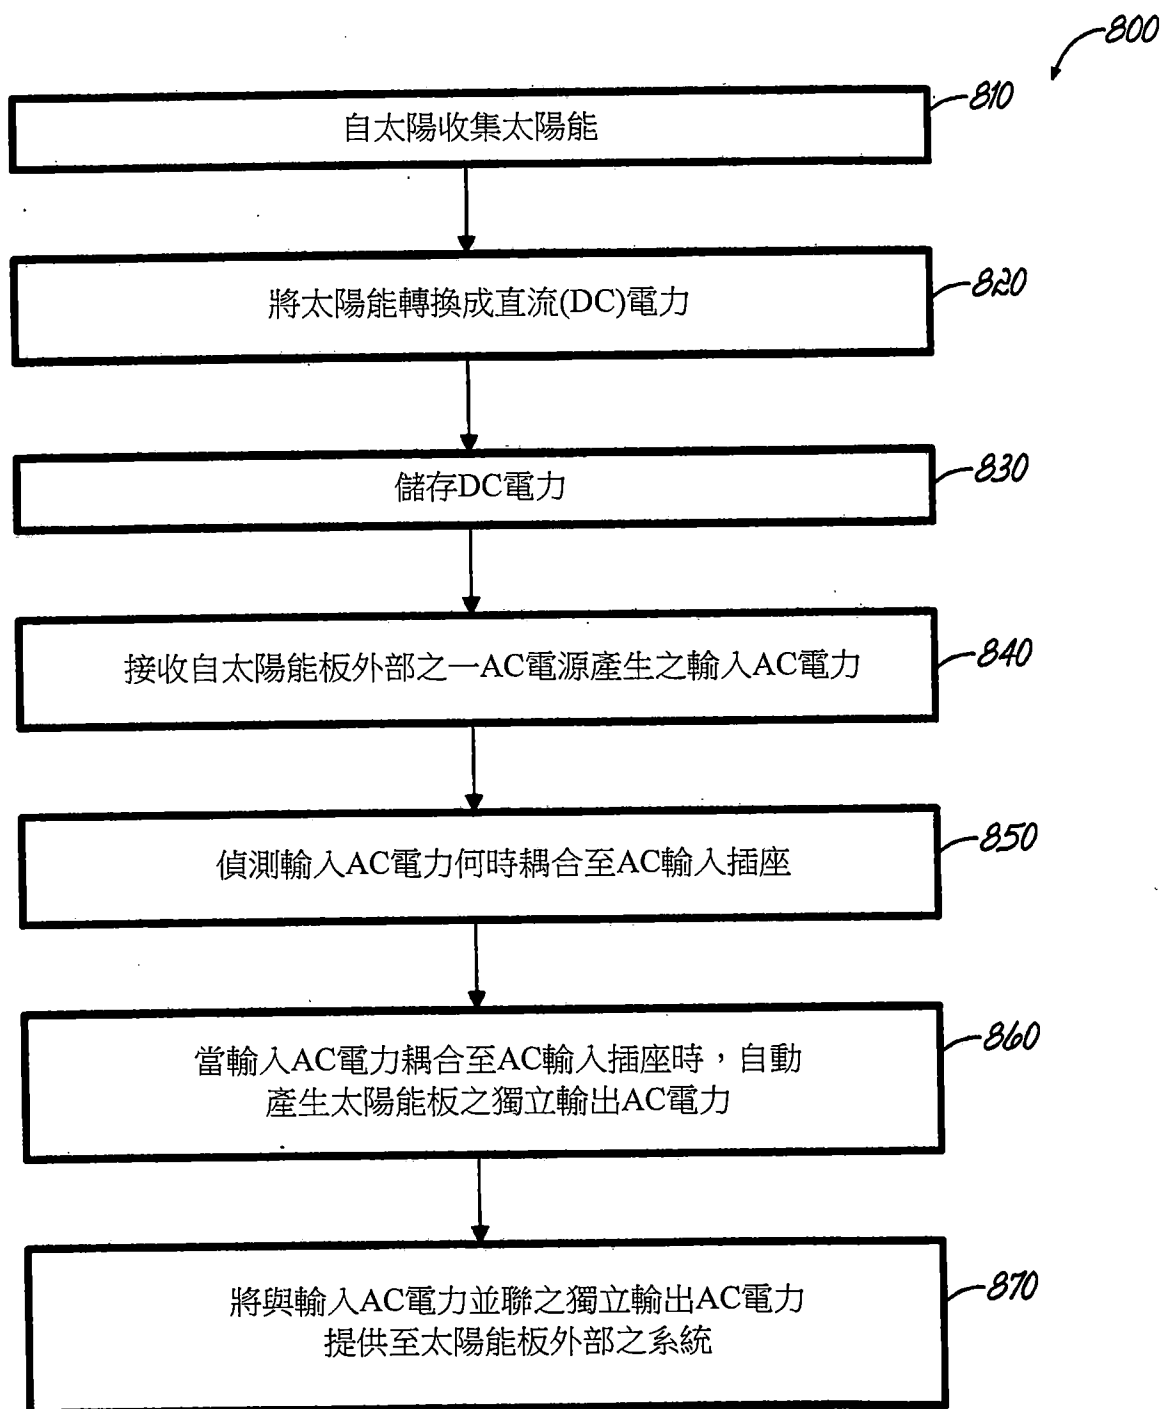 800
810
自太陽收集太陽能
820
將太陽能轉換成直流(DC)電力
830
儲存DC電力
840
接收自太陽能板外部之一AC電源產生之輸入AC電力
850
偵測輸入AC電力何時耦合至AC輸入插座
860
當輸入AC電力耦合至AC輸入插座時，自動
產生太陽能板之獨立輸出AC電力
870
將與輸入AC電力並聯之獨立輸出AC電力
提供至太陽能板外部之系統